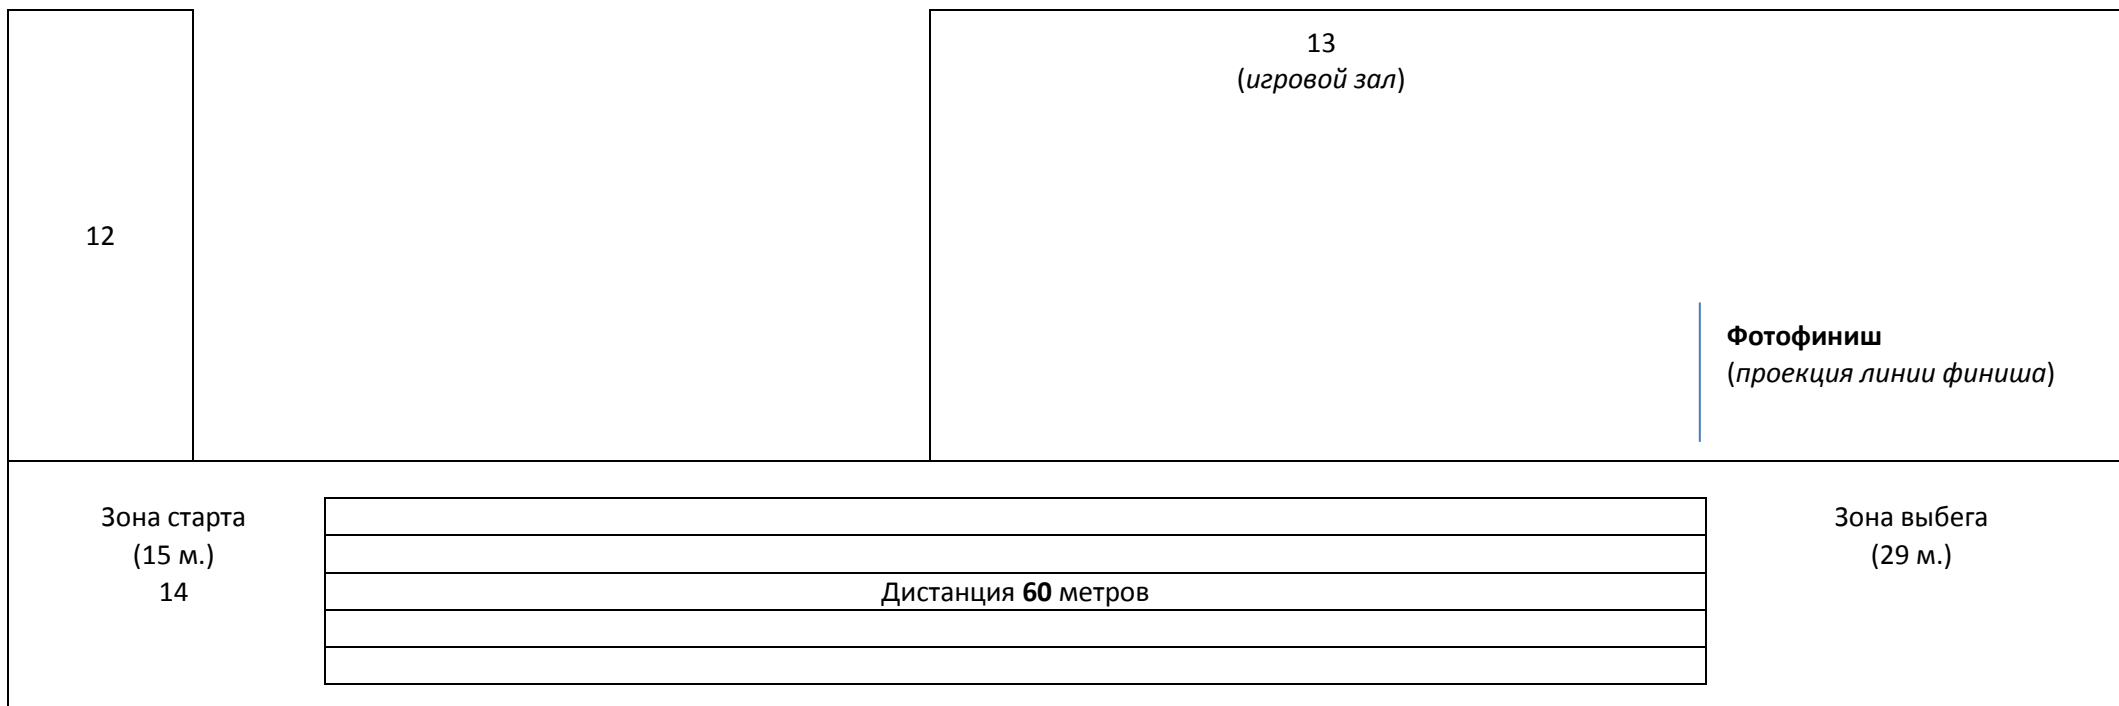 13
(игровой зал)
12
Фотофиниш
(проекция линии финиша)
Зона старта
(15 м.)
14
Дистанция 60 метров
Зона выбега
(29 м.)